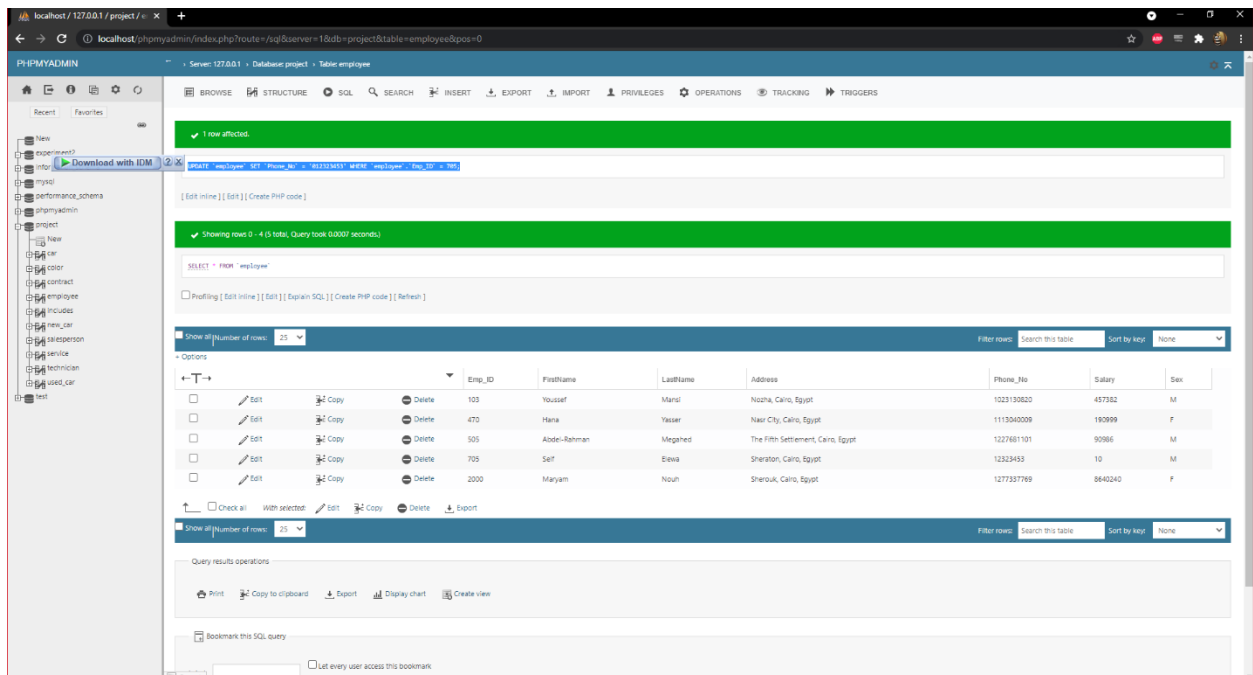 localhost / 127.0.0.1 / project / e
localhost/phpmyadmin/index.php?route=/sql&server=1&db=project&table=employee&pos=0
PHPMYADMIN
Server: 127.0.0.1 › Database: project › Table: employee
BROWSE STRUCTURE SQL SEARCH INSERT EXPORT IMPORT PRIVILEGES OPERATIONS TRACKING TRIGGERS
Recent Favorites
New
experiment2
infor
Download with IDM
mysql
performance_schema
phpmyadmin
project
New
car
color
contract
employee
includes
new_car
salesperson
service
technician
used_car
test
1 row affected.
UPDATE `employee` SET `Phone_No` = '012323453' WHERE `employee`.`Emp_ID` = 705;
[ Edit inline ] [ Edit ] [ Create PHP code ]
Showing rows 0 - 4 (5 total, Query took 0.0007 seconds.)
SELECT * FROM `employee`
Profiling [ Edit inline ] [ Edit ] [ Explain SQL ] [ Create PHP code ] [ Refresh ]
Show all Number of rows: 25 Filter rows: Search this table Sort by key: None
+ Options
←T→ Emp_ID FirstName LastName Address Phone_No Salary Sex
Edit Copy Delete 103 Youssef Mansi Nozha, Cairo, Egypt 1023130820 457382 M
Edit Copy Delete 470 Hana Yasser Nasr City, Cairo, Egypt 1113040009 190999 F
Edit Copy Delete 505 Abdel-Rahman Megahed The Fifth Settlement, Cairo, Egypt 1227681101 90986 M
Edit Copy Delete 705 Seif Elewa Sheraton, Cairo, Egypt 12323453 10 M
Edit Copy Delete 2000 Maryam Nouh Sherouk, Cairo, Egypt 1277337769 8640240 F
Check all With selected: Edit Copy Delete Export
Show all Number of rows: 25 Filter rows: Search this table Sort by key: None
Query results operations
Print Copy to clipboard Export Display chart Create view
Bookmark this SQL query
Let every user access this bookmark